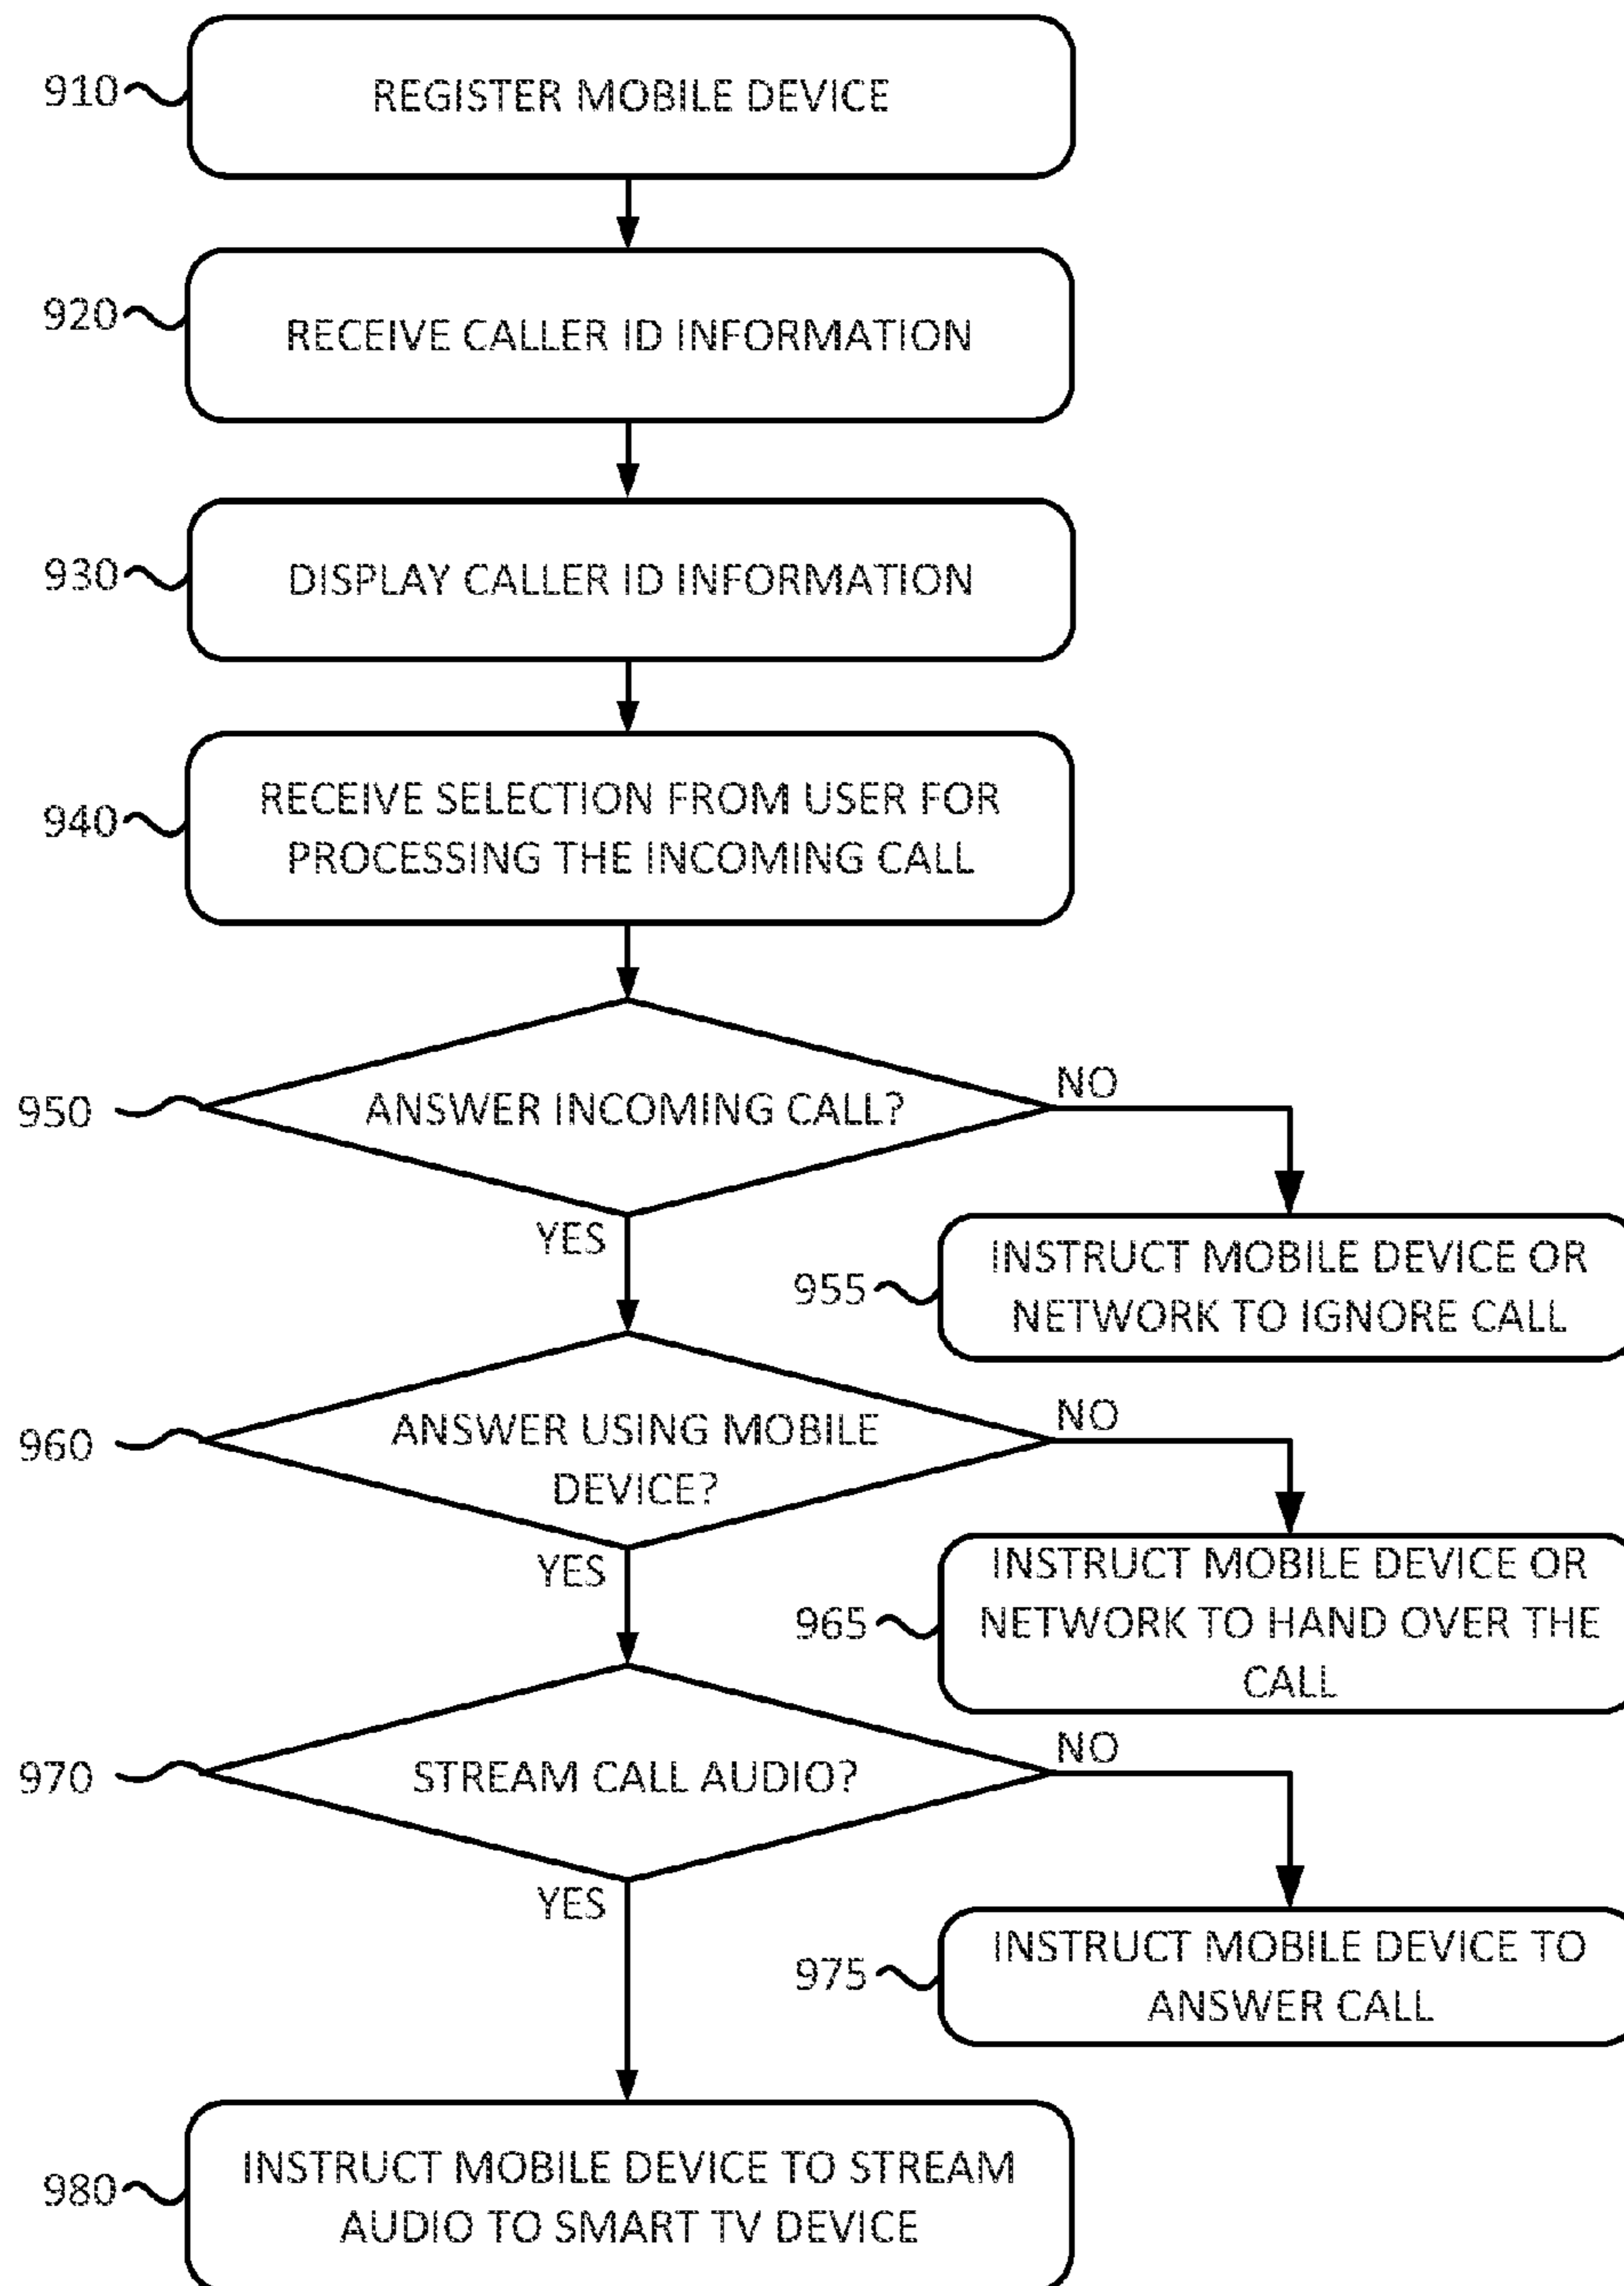 910
REGISTER MOBILE DEVICE
920
RECEIVE CALLER ID INFORMATION
930
DISPLAY CALLER ID INFORMATION
940
RECEIVE SELECTION FROM USER FOR
PROCESSING THE INCOMING CALL
950
ANSWER INCOMING CALL?
NO
YES
955
INSTRUCT MOBILE DEVICE OR
NETWORK TO IGNORE CALL
960
ANSWER USING MOBILE
DEVICE?
NO
YES
965
INSTRUCT MOBILE DEVICE OR
NETWORK TO HAND OVER THE
CALL
970
STREAM CALL AUDIO?
NO
YES
975
INSTRUCT MOBILE DEVICE TO
ANSWER CALL
980
INSTRUCT MOBILE DEVICE TO STREAM
AUDIO TO SMART TV DEVICE